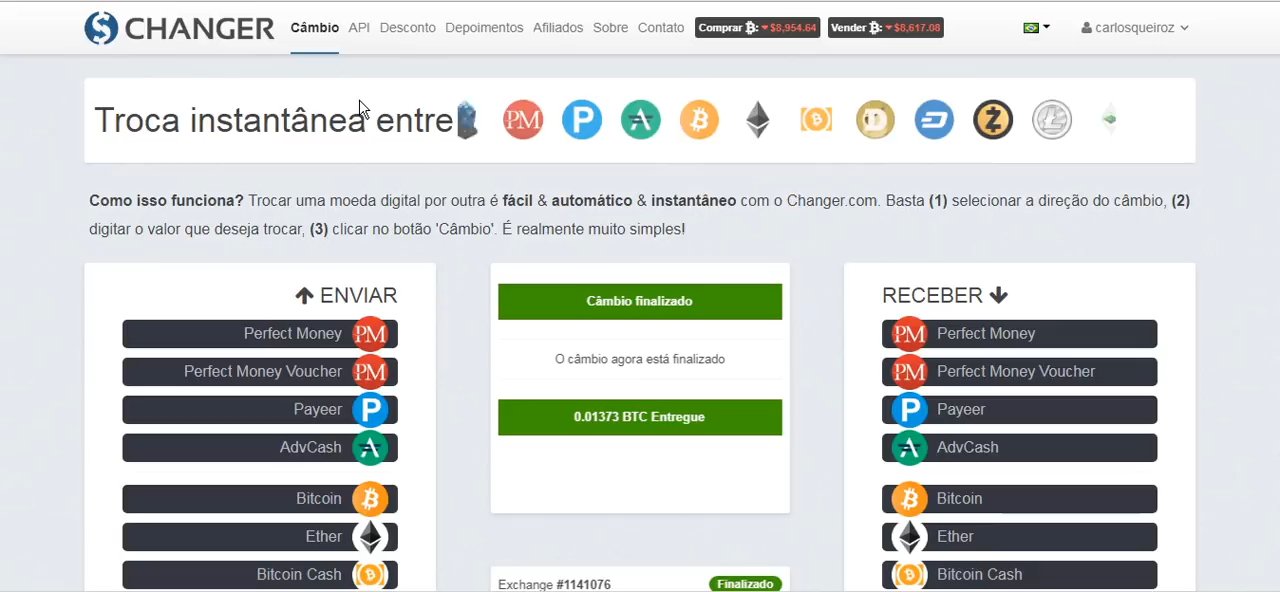 CHANGER Câmbio API Desconto Depoimentos Afiliados Sobre Contato Comprar ₿: $8,954.64 Vender ₿: $8,617.08 carlosqueiroz
Troca instantânea entre
Como isso funciona? Trocar uma moeda digital por outra é fácil & automático & instantâneo com o Changer.com. Basta (1) selecionar a direção do câmbio, (2)
digitar o valor que deseja trocar, (3) clicar no botão 'Câmbio'. É realmente muito simples!
ENVIAR
Perfect Money
Perfect Money Voucher
Payeer
AdvCash
Bitcoin
Ether
Bitcoin Cash
Câmbio finalizado
O câmbio agora está finalizado
0.01373 BTC Entregue
Exchange #1141076 Finalizado
RECEBER
Perfect Money
Perfect Money Voucher
Payeer
AdvCash
Bitcoin
Ether
Bitcoin Cash